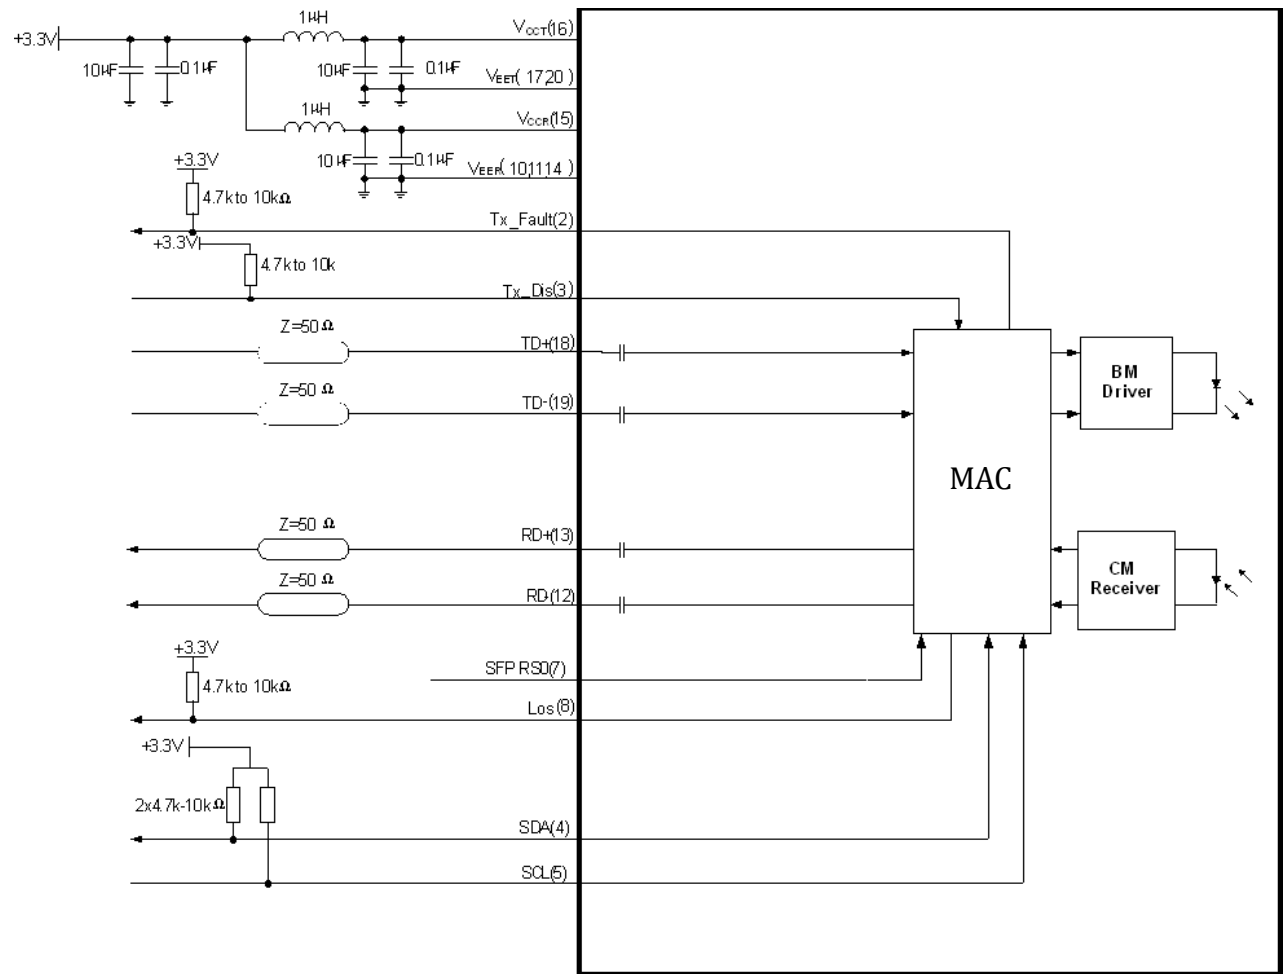 1μH
VCCT(16)
+3.3V
10μF
0.1μF
10μF
0.1μF
VEET( 17,20)
1μH
VCCR(15)
10μF
0.1μF
VEER( 10,11,14 )
+3.3V
4.7k to 10kΩ
Tx_Fault(2)
+3.3V
4.7k to 10k
Tx_Dis(3)
Z=50 Ω
TD+(18)
Z=50 Ω
TD-(19)
BM
Driver
MAC
Z=50 Ω
RD+(13)
Z=50 Ω
RD-(12)
CM
Receiver
+3.3V
4.7k to 10kΩ
SFP RS0(7)
Los(8)
+3.3V
2x4.7k-10kΩ
SDA(4)
SCL(5)